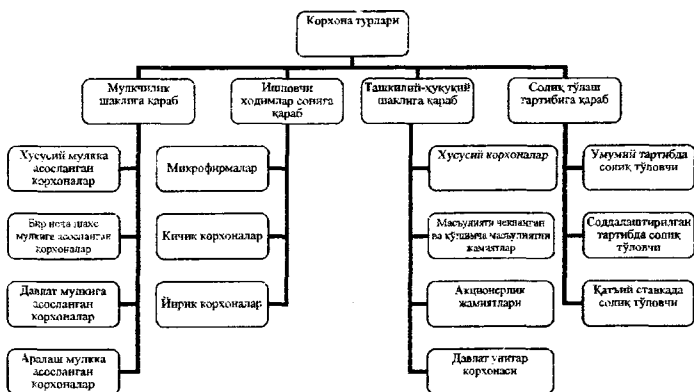 Корхона турлари
Мулкчилик
шаклига қараб
Ишловчи
ходимлар сонига
қараб
Ташкилий-ҳуқуқий
шаклига қараб
Солиқ тўлаш
тартибига қараб
Хусусий мулкка
асосланган
корхоналар
Бир неча шахс
мулкига асосланган
корхоналар
Давлат мулкига
асосланган
корхоналар
Аралаш мулкка
асосланган
корхоналар
Микрофирмалар
Кичик корхоналар
Йирик корхоналар
Хусусий корхоналар
Масъулияти чекланган
ва қўшимча масъулиятли
жамиятлар
Акционерлик
жамиятлари
Давлат унитар
корхонаси
Умумий тартибда
солиқ тўловчи
Соддалаштирилган
тартибда солиқ
тўловчи
Қатъий ставкада
солиқ тўловчи